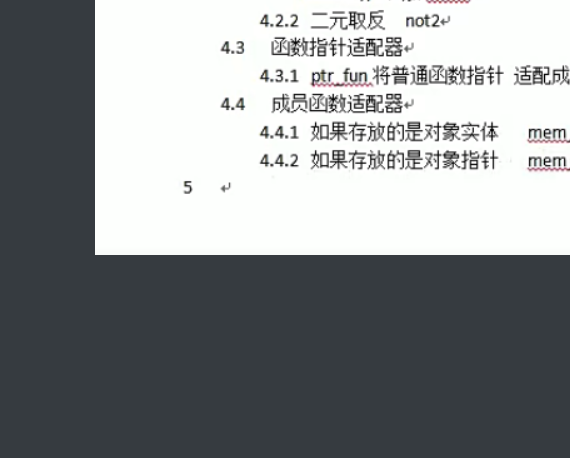 4.2.2 二元取反 not2
4.3 函数指针适配器
4.3.1 ptr_fun 将普通函数指针 适配成
4.4 成员函数适配器
4.4.1 如果存放的是对象实体 mem_
4.4.2 如果存放的是对象指针 mem_
5